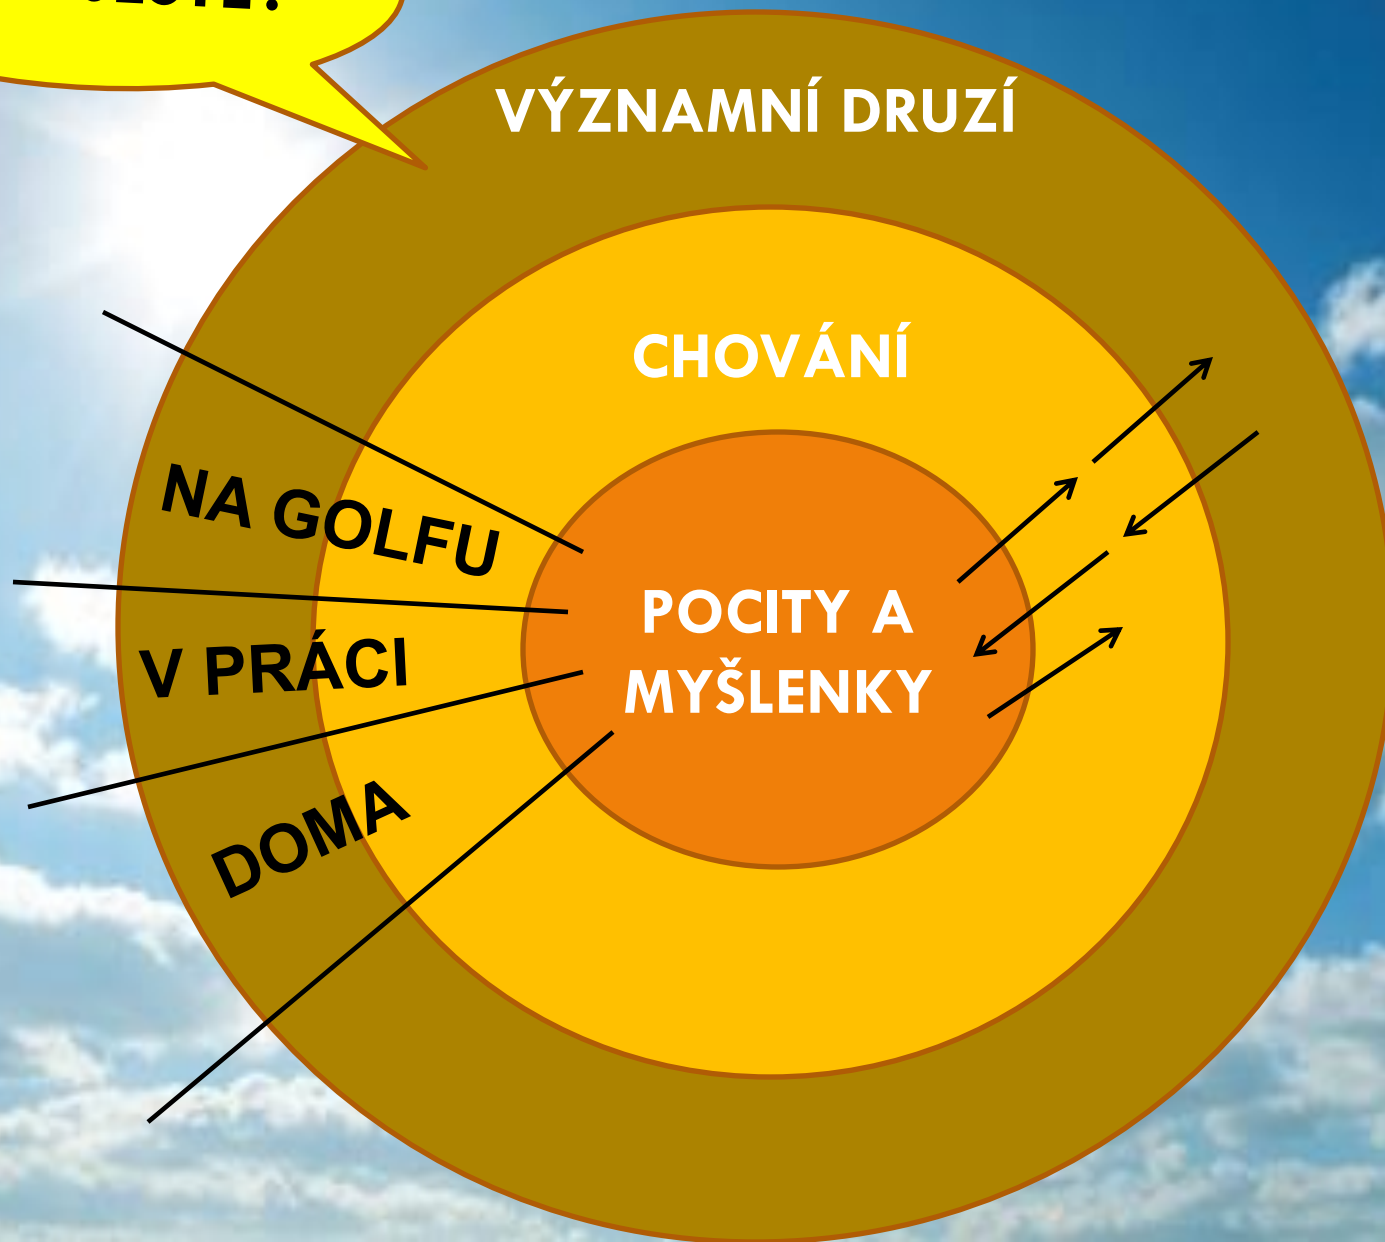 VÝZNAMNÍ DRUZÍ
CHOVÁNÍ
NA GOLFU
V PRÁCI
DOMA
POCITY A
MYŠLENKY